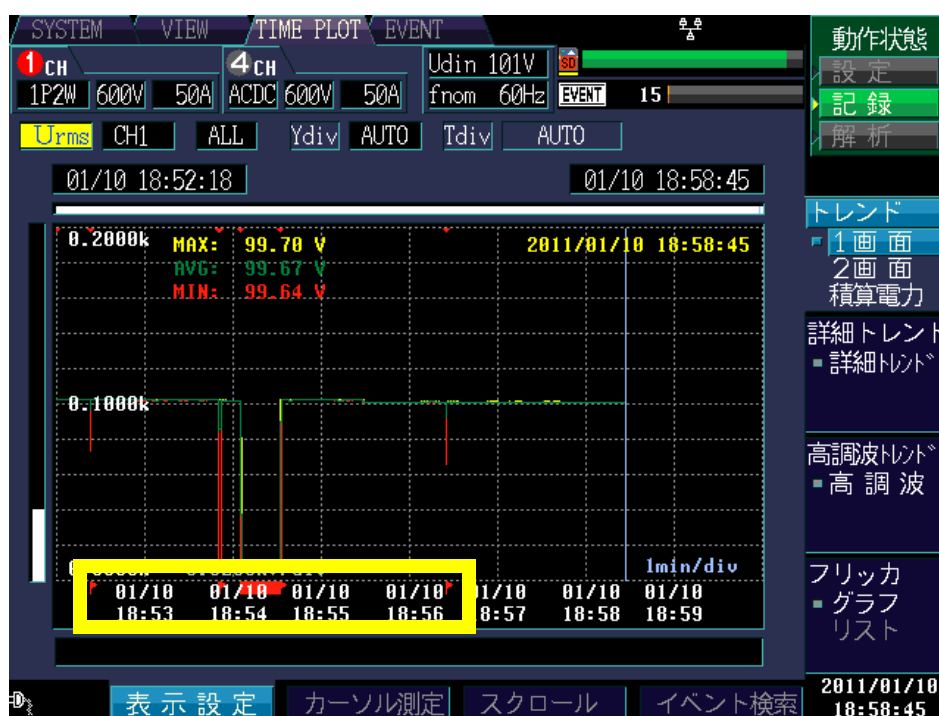 SYSTEM VIEW TIME PLOT EVENT
動作状態
1 CH 4 CH Udin 101V SD
設定
1P2W 600V 50A ACDC 600V 50A fnom 60Hz EVENT 15
記録
解析
Urms CH1 ALL Ydiv AUTO Tdiv AUTO
01/10 18:52:18 01/10 18:58:45
トレンド
1画面
2画面
積算電力
0.2000k MAX: 99.70 V 2011/01/10 18:58:45
AVG: 99.67 V
MIN: 99.64 V
詳細トレンド
詳細トレンド
0.1000k
高調波トレンド
高調波
1min/div
01/10 01/10 01/10 01/10 01/10 01/10 01/10
18:53 18:54 18:55 18:56 18:57 18:58 18:59
フリッカ
グラフ
リスト
表示設定 カーソル測定 スクロール イベント検索
2011/01/10
18:58:45